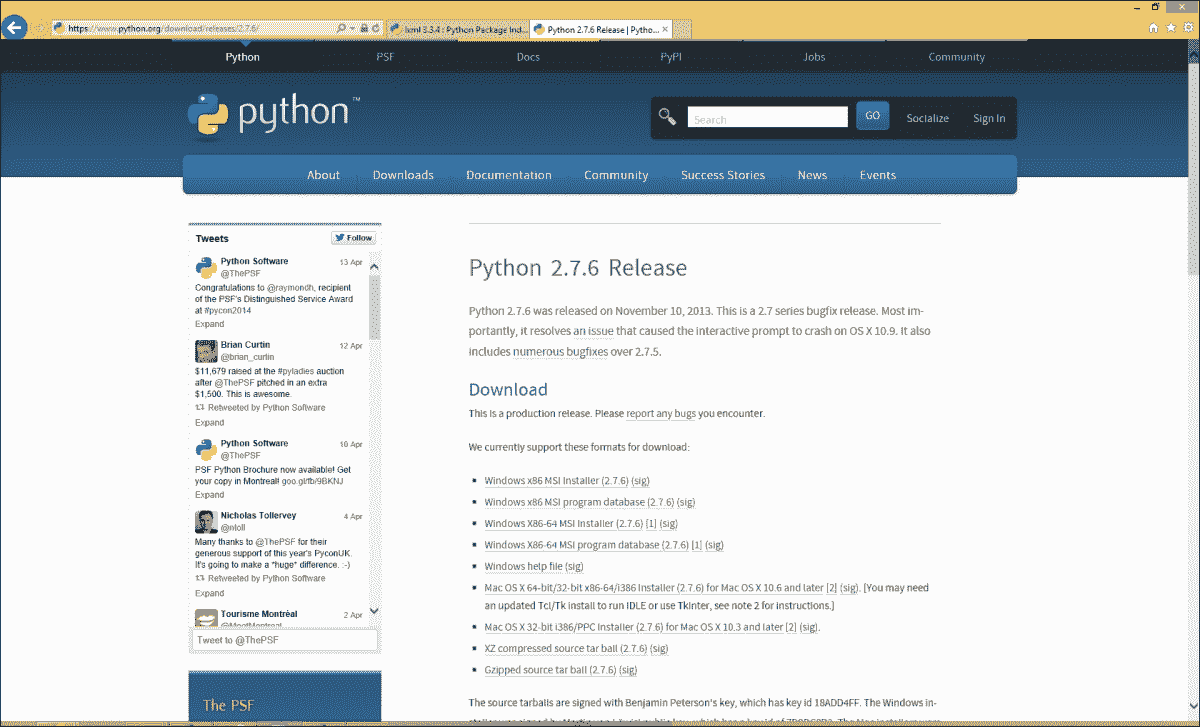 https://www.python.org/download/releases/2.7.6/
lxml 3.3.4 : Python Package Ind...
Python 2.7.6 Release | Pytho...
Python PSF Docs PyPI Jobs Community
python™
Search GO Socialize Sign In
About Downloads Documentation Community Success Stories News Events
Tweets Follow
Python Software 13 Apr
@ThePSF
Congratulations to @raymondh, recipient
of the PSF's Distinguished Service Award
at #pycon2014
Expand
Brian Curtin 12 Apr
@brian_curtin
$11,679 raised at the #pyladies auction
after @ThePSF pitched in an extra
$1,500. This is awesome.
Retweeted by Python Software
Expand
Python Software 10 Apr
@ThePSF
PSF Python Brochure now available! Get
your copy in Montreal! goo.gl/fb/9BKNJ
Expand
Nicholas Tollervey 4 Apr
@ntoll
Many thanks to @ThePSF for their
generous support of this year's PyconUK.
It's going to make a *huge* difference. :-)
Retweeted by Python Software
Expand
Tourisme Montréal 2 Apr
@MeetMontreal
Tweet to @ThePSF
The PSF
Python 2.7.6 Release
Python 2.7.6 was released on November 10, 2013. This is a 2.7 series bugfix release. Most im-
portantly, it resolves an issue that caused the interactive prompt to crash on OS X 10.9. It also
includes numerous bugfixes over 2.7.5.
Download
This is a production release. Please report any bugs you encounter.
We currently support these formats for download:
Windows x86 MSI Installer (2.7.6) (sig)
Windows x86 MSI program database (2.7.6) (sig)
Windows X86-64 MSI Installer (2.7.6) [1] (sig)
Windows X86-64 MSI program database (2.7.6) [1] (sig)
Windows help file (sig)
Mac OS X 64-bit/32-bit x86-64/i386 Installer (2.7.6) for Mac OS X 10.6 and later [2] (sig). [You may need
an updated Tcl/Tk install to run IDLE or use Tkinter, see note 2 for instructions.]
Mac OS X 32-bit i386/PPC Installer (2.7.6) for Mac OS X 10.3 and later [2] (sig).
XZ compressed source tar ball (2.7.6) (sig)
Gzipped source tar ball (2.7.6) (sig)
The source tarballs are signed with Benjamin Peterson's key, which has key id 18ADD4FF. The Windows in-